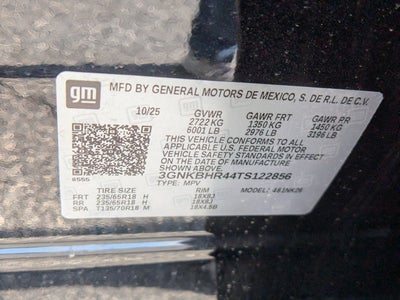 gm
MFD BY GENERAL MOTORS DE MEXICO, S. DE R.L. DE C.V.
10/25 GVWR GAWR FRT GAWR RR
2722 KG 1350 KG 1450 KG
6001 LB 2976 LB 3196 LB
THIS VEHICLE CONFORMS TO ALL
APPLICABLE U.S. FEDERAL MOTOR
VEHICLE SAFETY STANDARDS IN EFFECT
ON THE DATE OF MANUFACTURE
SHOWN ABOVE.
3GNKBHR44TS122856
TYPE: MPV MODEL: 481NK26
TIRE SIZE RIM
FRT 235/65R18 H 18X8J
RR 235/65R18 H 18X8J
SPA T135/70R18 M 18X4.5B